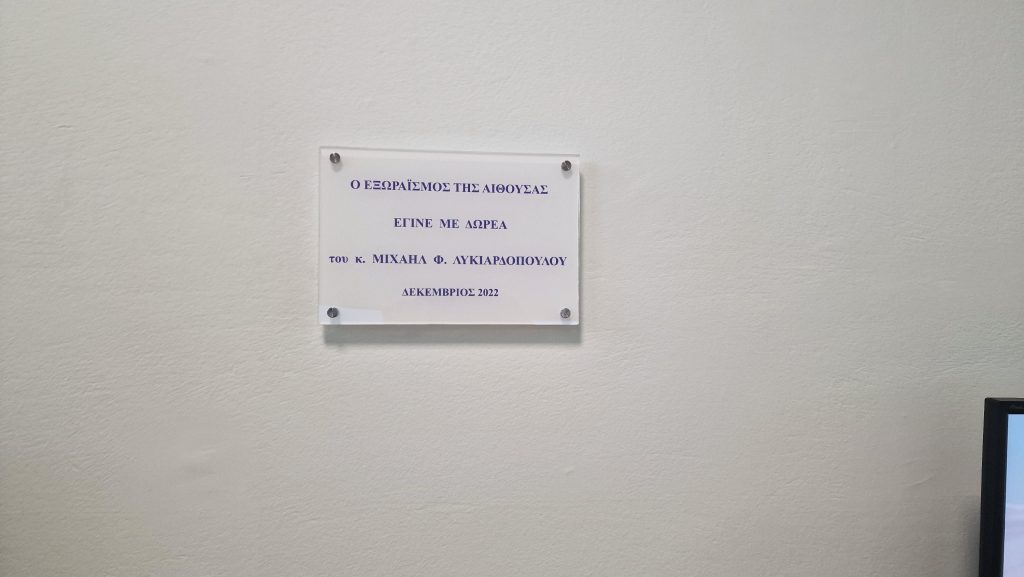 Ο ΕΞΩΡΑΪΣΜΟΣ ΤΗΣ ΑΙΘΟΥΣΑΣ
ΕΓΙΝΕ ΜΕ ΔΩΡΕΑ
του κ. ΜΙΧΑΗΛ Φ. ΛΥΚΙΑΡΔΟΠΟΥΛΟΥ
ΔΕΚΕΜΒΡΙΟΣ 2022